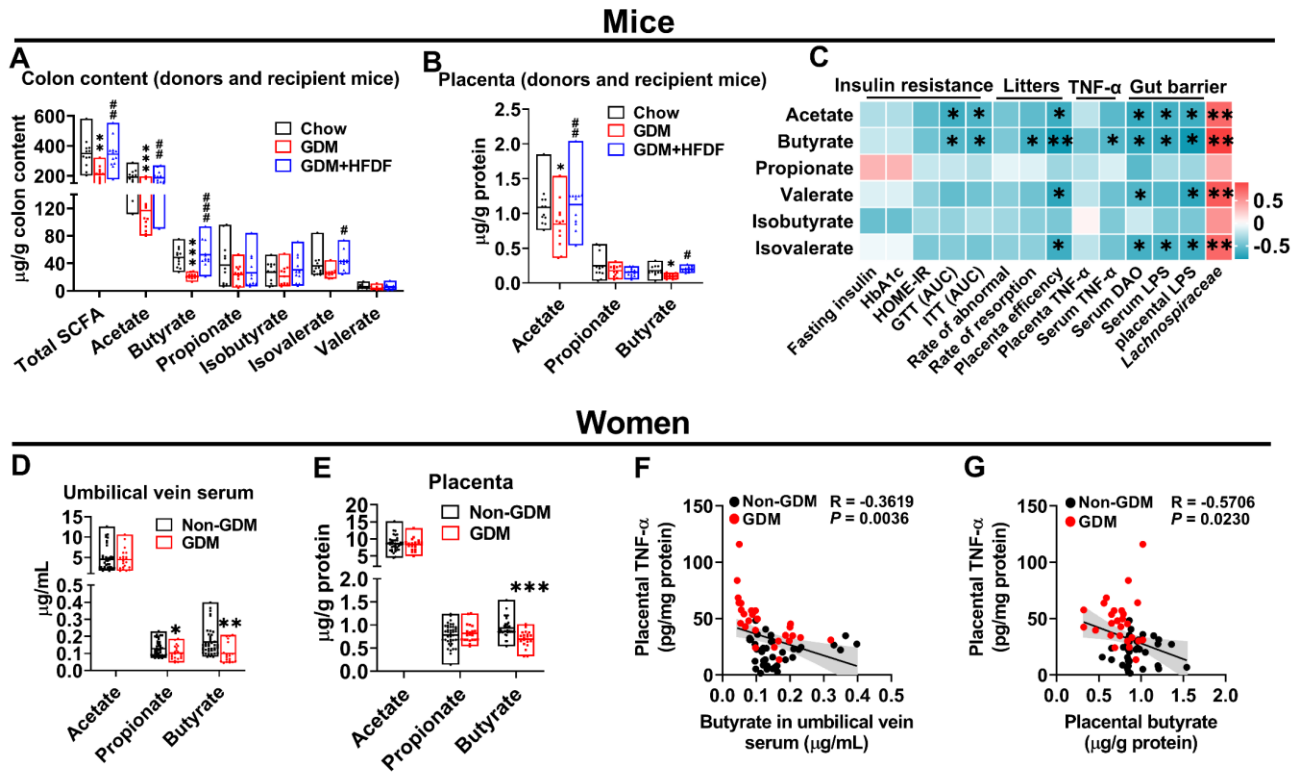 Mice
A
Colon content (donors and recipient mice)
μg/g colon content
600
400
200
120
80
40
0
Chow
GDM
GDM+HFDF
**
##
***
##
***
###
#
Total SCFA
Acetate
Butyrate
Propionate
Isobutyrate
Isovalerate
Valerate
B
Placenta (donors and recipient mice)
μg/g protein
2.5
2.0
1.5
1.0
0.5
0.0
Chow
GDM
GDM+HFDF
*
##
*
#
Acetate
Propionate
Butyrate
C
Insulin resistance
Litters
TNF-α
Gut barrier
Acetate * * * * * * **
Butyrate * * * ** * * * * **
Propionate
Valerate * * * **
Isobutyrate
Isovalerate * * * * **
0.5
0
-0.5
Fasting insulin
HbA1c
HOME-IR
GTT (AUC)
ITT (AUC)
Rate of abnormal
Rate of resorption
Placenta efficency
Placenta TNF-α
Serum TNF-α
Serum DAO
Serum LPS
placental LPS
Lachnospiraceae
Women
D
Umbilical vein serum
μg/mL
15
10
5
0.5
0.4
0.3
0.2
0.1
0.0
Non-GDM
GDM
*
**
Acetate
Propionate
Butyrate
E
Placenta
μg/g protein
20
15
10
5
2.0
1.5
1.0
0.5
0.0
Non-GDM
GDM
***
Acetate
Propionate
Butyrate
F
Placental TNF-α
(pg/mg protein)
150
100
50
0
Non-GDM
GDM
R = -0.3619
P = 0.0036
0.0 0.1 0.2 0.3 0.4 0.5
Butyrate in umbilical vein
serum (μg/mL)
G
Placental TNF-α
(pg/mg protein)
150
100
50
0
Non-GDM
GDM
R = -0.5706
P = 0.0230
0.0 0.5 1.0 1.5 2.0
Placental butyrate
(μg/g protein)